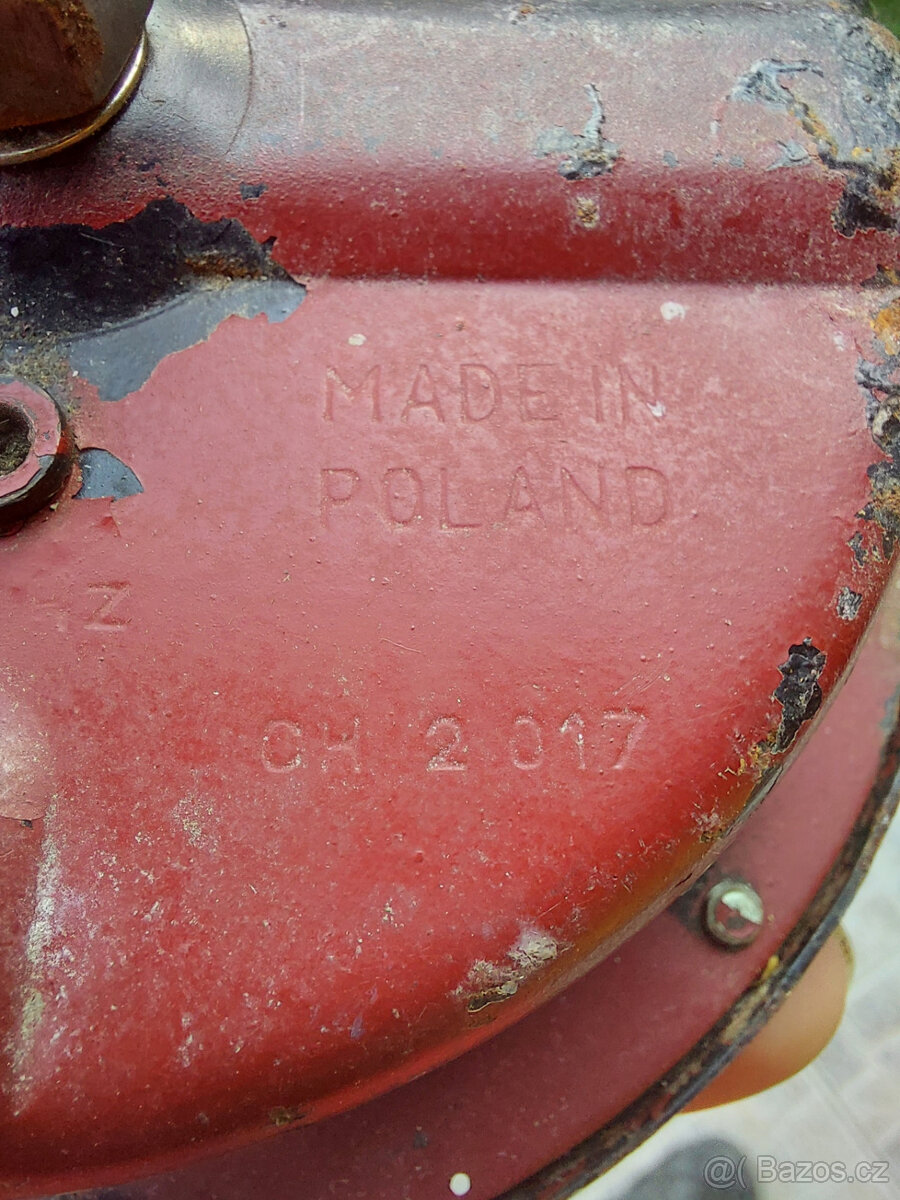 MADE IN
POLAND
CH 2 017
@( Bazos.cz